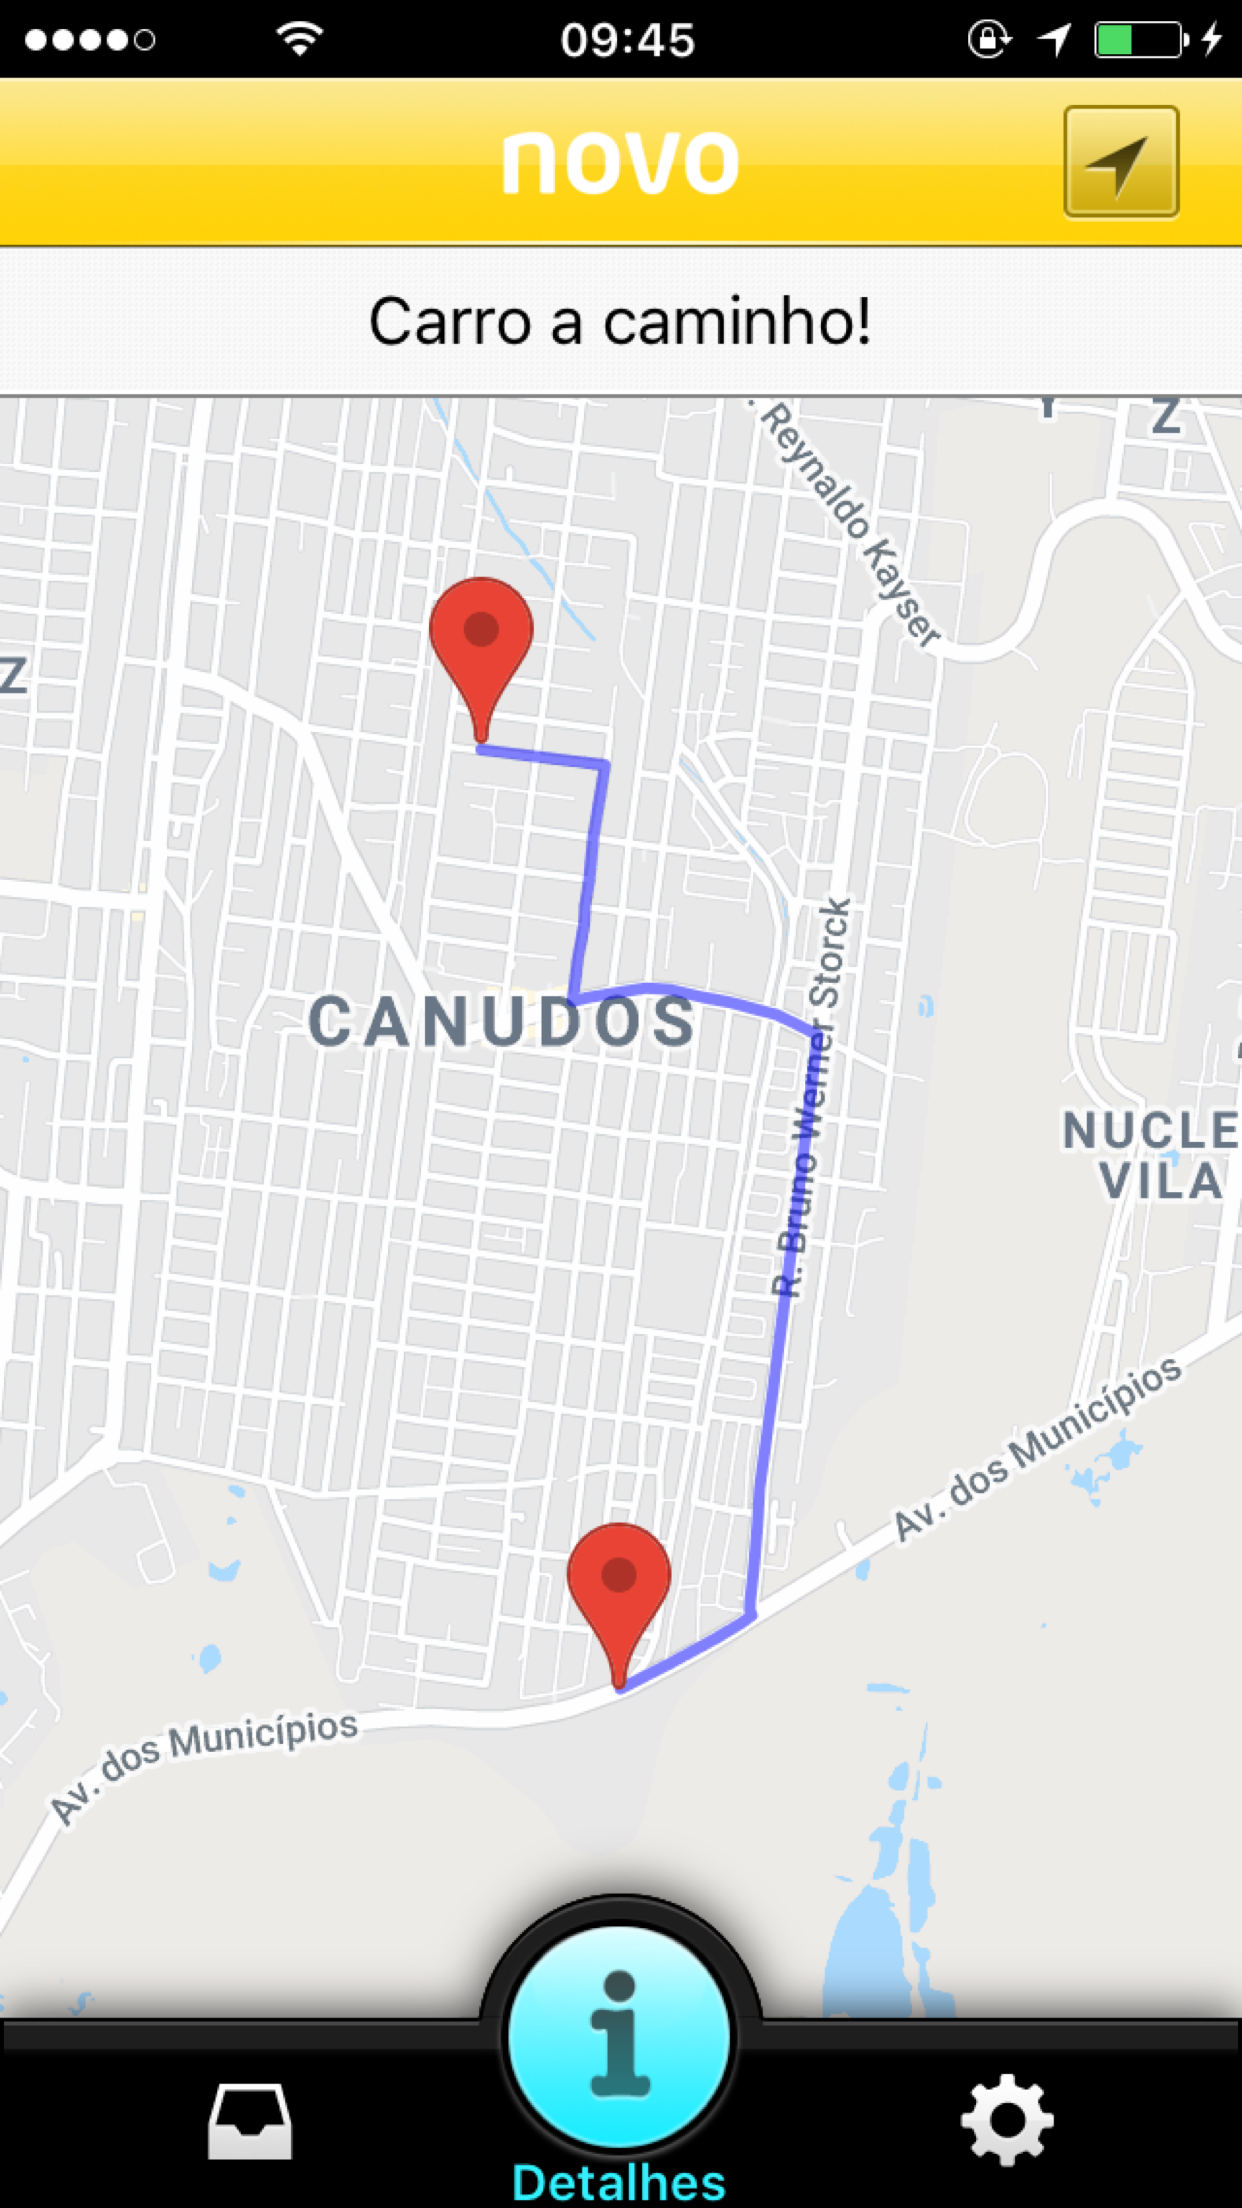 09:45
novo
Carro a caminho!
. Reynaldo Kayser
Z
Z
CANUDOS
R. Bruno Werner Storck
NUCLE
VILA
Av. dos Municípios
Av. dos Municípios
i
Detalhes